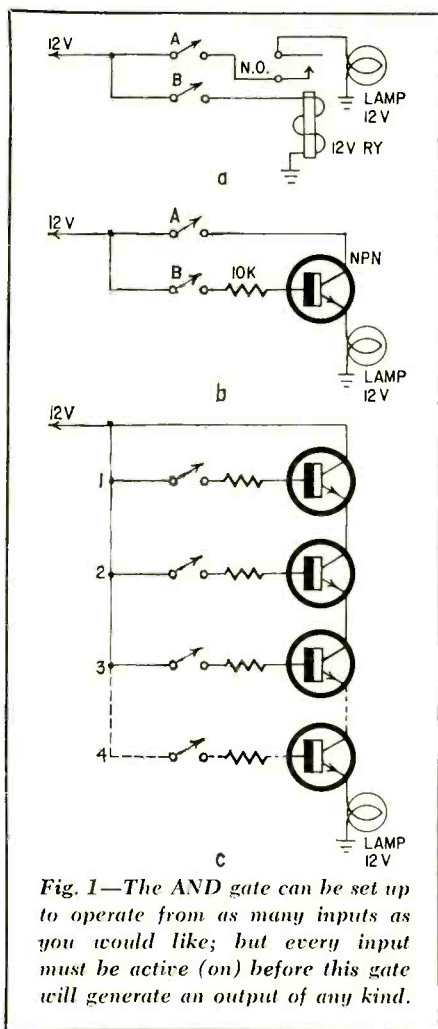 12V
A
N.O.
B
LAMP
12V
12V RY
a
12V
A
NPN
B
10K
LAMP
12V
b
12V
1
2
3
4
LAMP
12V
c
Fig. 1—The AND gate can be set up
to operate from as many inputs as
you would like; but every input
must be active (on) before this gate
will generate an output of any kind.